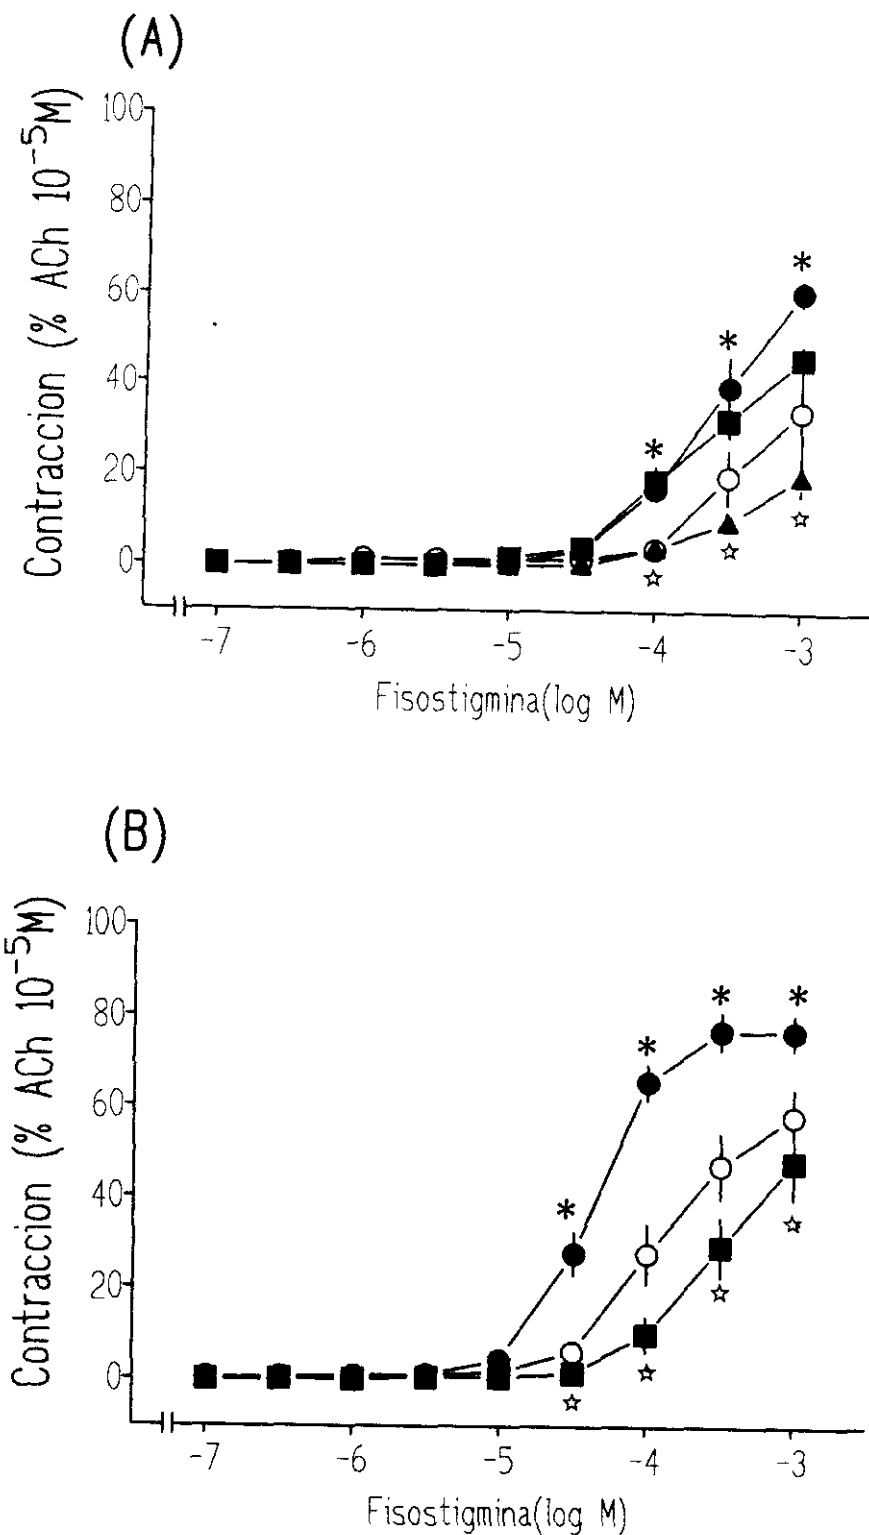 (A)
Contraccion (% ACh 10⁻⁵M)
100
80
60
40
20
0
* * *
☆ ☆ ☆
-7 -6 -5 -4 -3
Fisostigmina(log M)
(B)
Contraccion (% ACh 10⁻⁵M)
100
80
60
40
20
0
* * * *
☆ ☆ ☆ ☆
-7 -6 -5 -4 -3
Fisostigmina(log M)